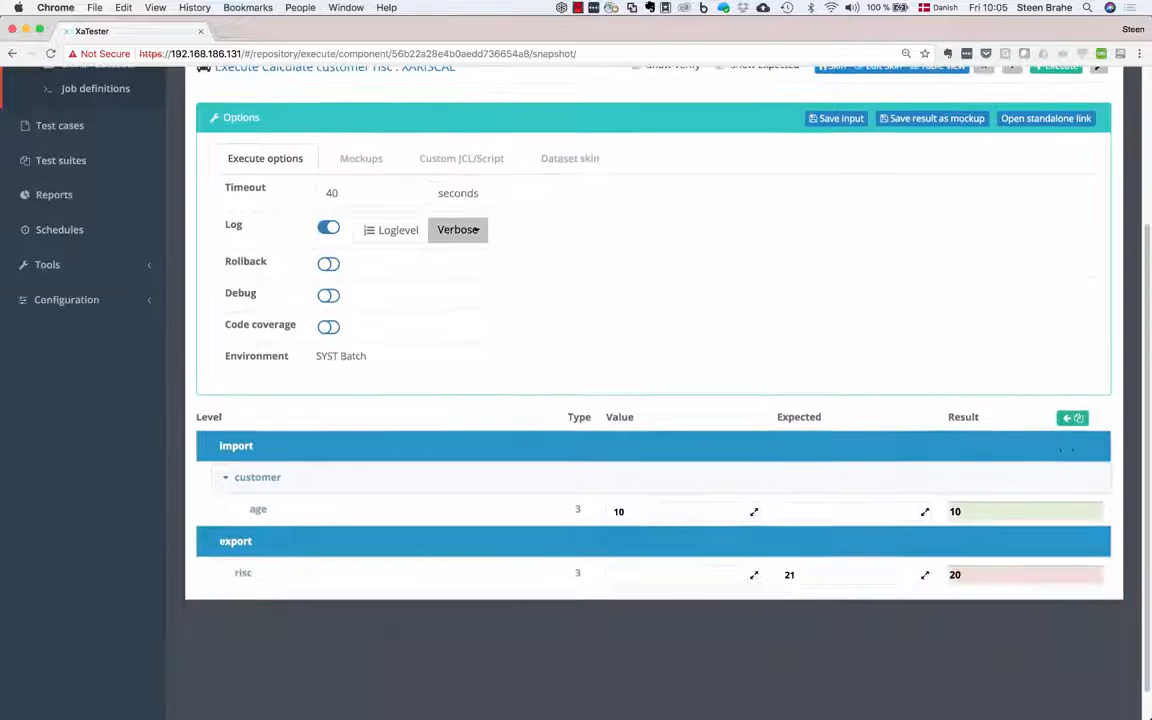 Chrome File Edit View History Bookmarks People Window Help 100 % Danish Fri 10:05 Steen Brahe
XaTester Steen
Not Secure https://192.168.186.131/#/repository/execute/component/56b22a28e4b0aedd736654a8/snapshot/
Execute Calculate customer risc : XARISCAL
Job definitions
Options Save input Save result as mockup Open standalone link
Test cases
Execute options Mockups Custom JCL/Script Dataset skin
Test suites
Timeout 40 seconds
Reports
Log Loglevel Verbose
Schedules
Rollback
Tools
Debug
Configuration
Code coverage
Environment SYST Batch
Level Type Value Expected Result
import
customer
age 3 10 10
export
risc 3 21 20